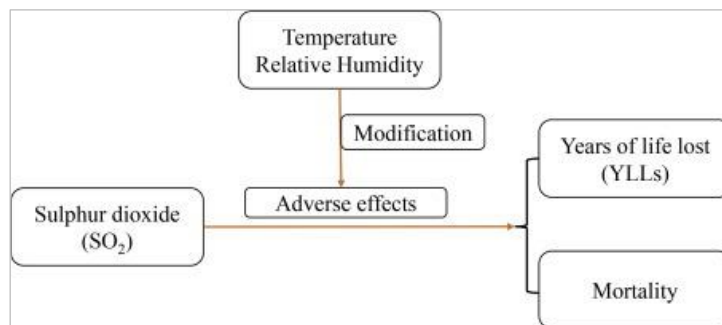 Temperature
Relative Humidity
Modification
Years of life lost
(YLLs)
Adverse effects
Sulphur dioxide
(SO₂)
Mortality